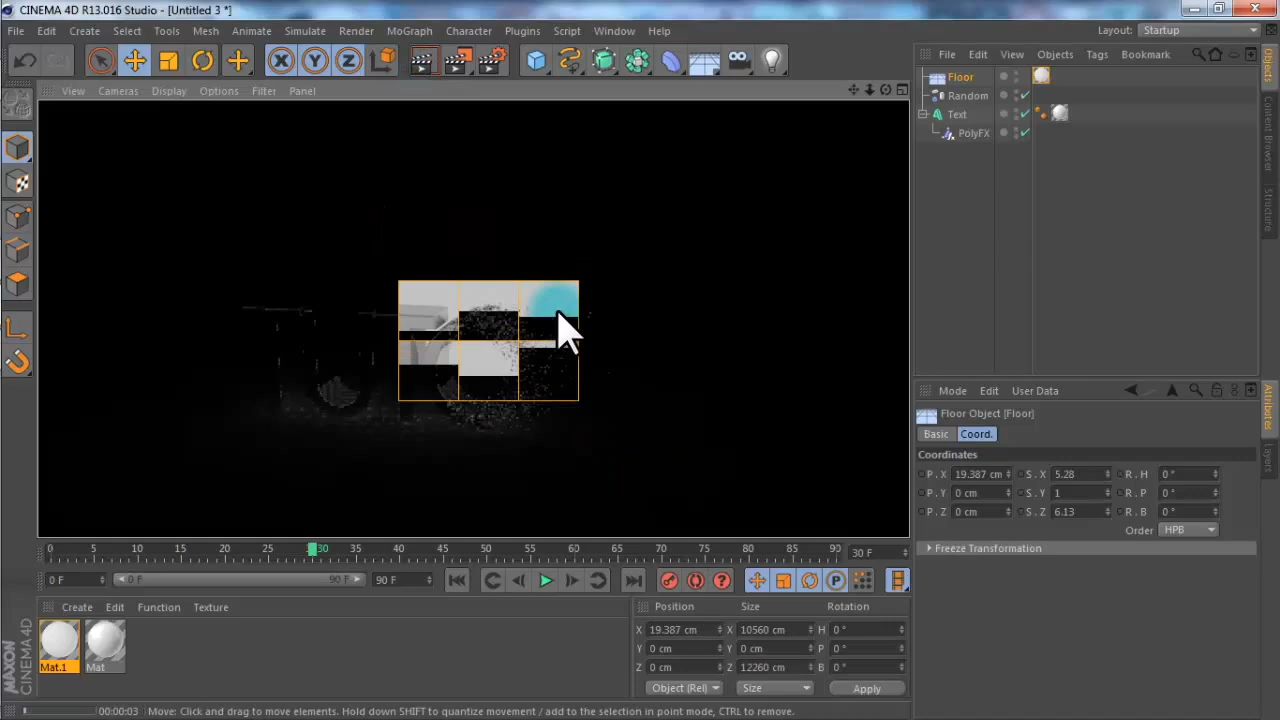 CINEMA 4D R13.016 Studio - [Untitled 3 *]
File Edit Create Select Tools Mesh Animate Simulate Render MoGraph Character Plugins Script Window Help Layout: Startup
X Y Z
View Cameras Display Options Filter Panel
File Edit View Objects Tags Bookmark
Floor
Random
Text
PolyFX
Objects
Content Browser
Structure
Mode Edit User Data
Floor Object [Floor]
Basic Coord.
Coordinates
P . X 19.387 cm S . X 5.28 R . H 0 °
P . Y 0 cm S . Y 1 R . P 0 °
P . Z 0 cm S . Z 6.13 R . B 0 °
Order HPB
Freeze Transformation
Attributes
Layers
0 5 10 15 20 25 30 35 40 45 50 55 60 65 70 75 80 85 90 30 F
0 F 0 F 90 F 90 F
P
Create Edit Function Texture
Mat.1 Mat
Position Size Rotation
X 19.387 cm X 10560 cm H 0 °
Y 0 cm Y 0 cm P 0 °
Z 0 cm Z 12260 cm B 0 °
Object (Rel) Size Apply
MAXON CINEMA 4D
00:00:03 Move: Click and drag to move elements. Hold down SHIFT to quantize movement / add to the selection in point mode, CTRL to remove.